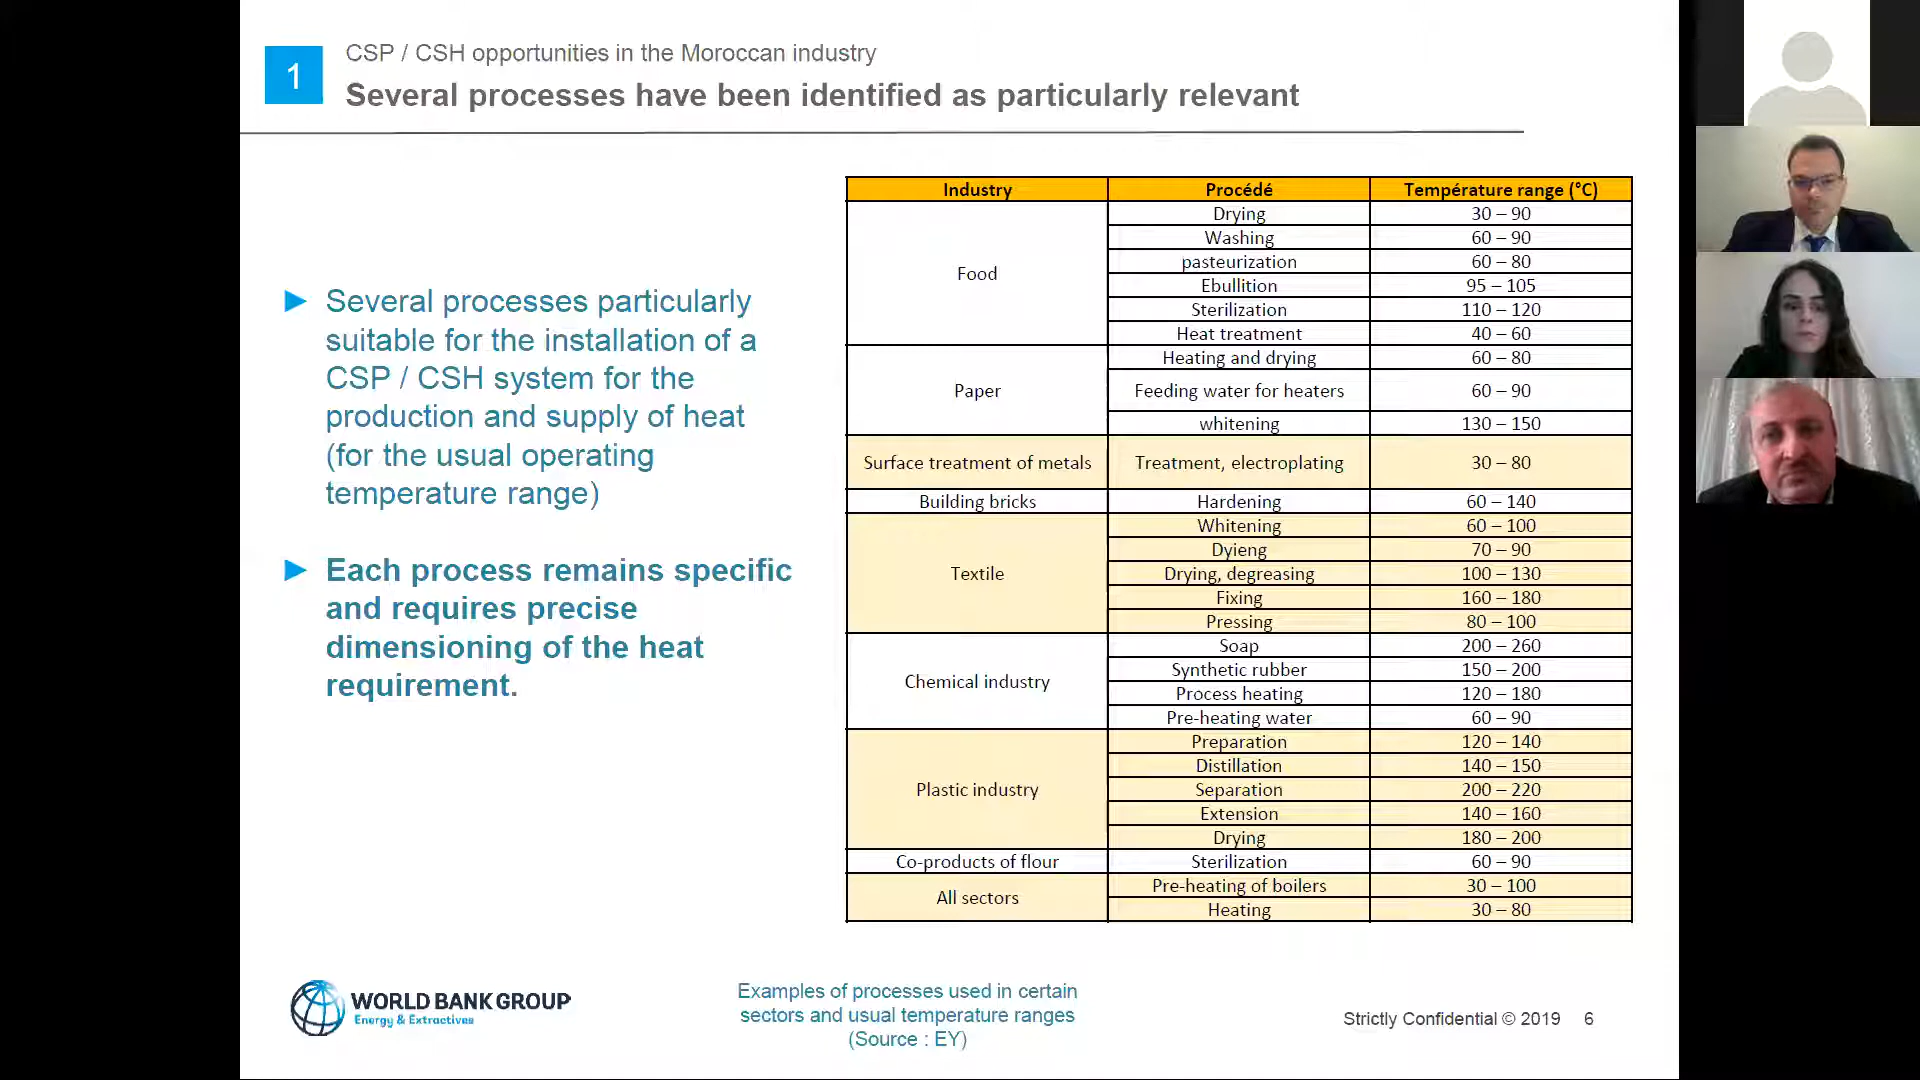 1
CSP / CSH opportunities in the Moroccan industry
Several processes have been identified as particularly relevant
► Several processes particularly
suitable for the installation of a
CSP / CSH system for the
production and supply of heat
(for the usual operating
temperature range)
► Each process remains specific
and requires precise
dimensioning of the heat
requirement.
Industry Procédé Température range (°C)
Food
Drying 30 – 90
Washing 60 – 90
pasteurization 60 – 80
Ebullition 95 – 105
Sterilization 110 – 120
Heat treatment 40 – 60
Paper
Heating and drying 60 – 80
Feeding water for heaters 60 – 90
whitening 130 – 150
Surface treatment of metals Treatment, electroplating 30 – 80
Building bricks Hardening 60 – 140
Textile
Whitening 60 – 100
Dyieng 70 – 90
Drying, degreasing 100 – 130
Fixing 160 – 180
Pressing 80 – 100
Chemical industry
Soap 200 – 260
Synthetic rubber 150 – 200
Process heating 120 – 180
Pre-heating water 60 – 90
Plastic industry
Preparation 120 – 140
Distillation 140 – 150
Separation 200 – 220
Extension 140 – 160
Drying 180 – 200
Co-products of flour Sterilization 60 – 90
All sectors
Pre-heating of boilers 30 – 100
Heating 30 – 80
WORLD BANK GROUP
Energy & Extractives
Examples of processes used in certain
sectors and usual temperature ranges
(Source : EY)
Strictly Confidential © 2019 6